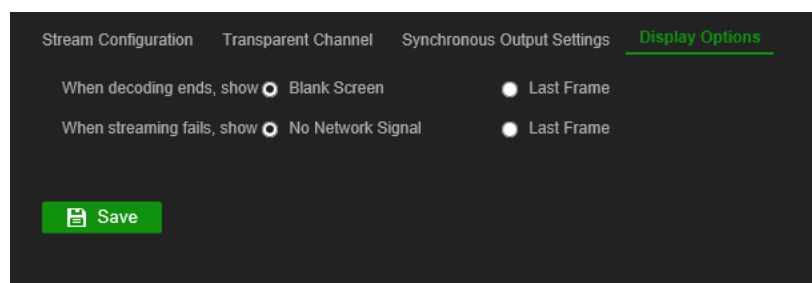 Stream Configuration Transparent Channel Synchronous Output Settings Display Options
When decoding ends, show Blank Screen Last Frame
When streaming fails, show No Network Signal Last Frame
Save